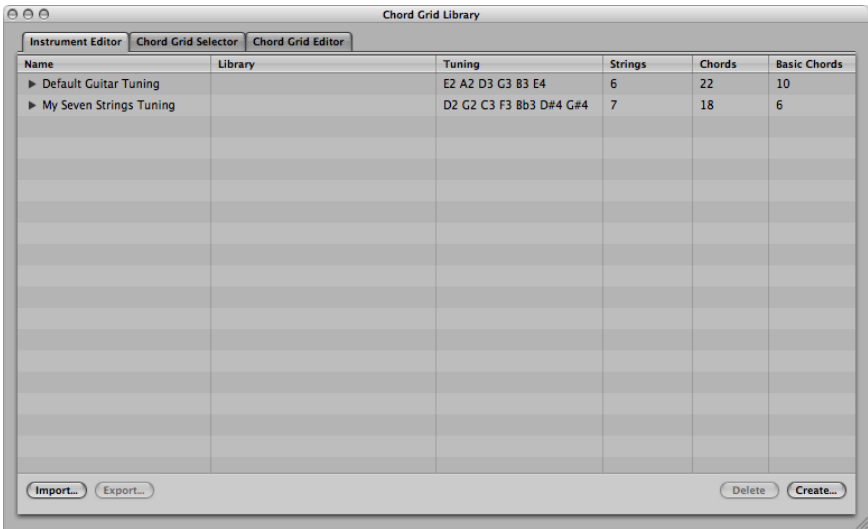 Chord Grid Library
Instrument Editor Chord Grid Selector Chord Grid Editor
Name Library Tuning Strings Chords Basic Chords
Default Guitar Tuning E2 A2 D3 G3 B3 E4 6 22 10
My Seven Strings Tuning D2 G2 C3 F3 Bb3 D#4 G#4 7 18 6
Import... Export... Delete Create...